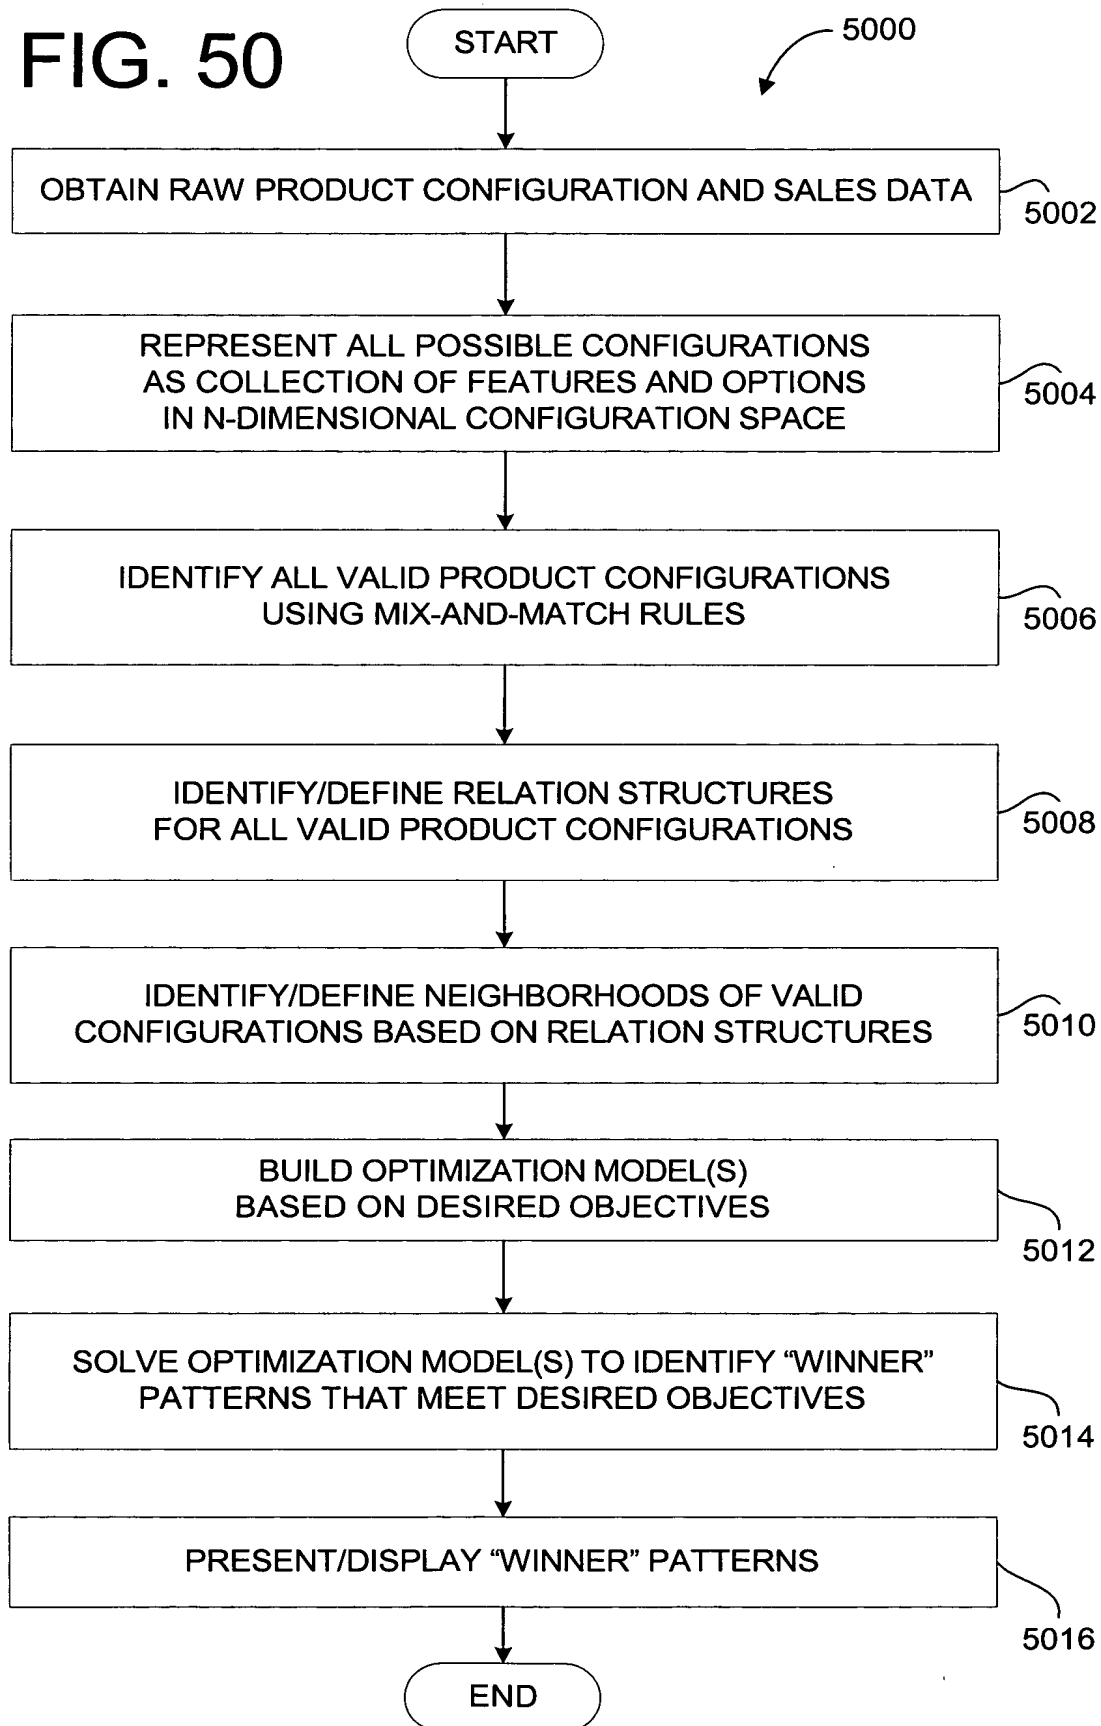 FIG. 50
START
5000
OBTAIN RAW PRODUCT CONFIGURATION AND SALES DATA
5002
REPRESENT ALL POSSIBLE CONFIGURATIONS
AS COLLECTION OF FEATURES AND OPTIONS
IN N-DIMENSIONAL CONFIGURATION SPACE
5004
IDENTIFY ALL VALID PRODUCT CONFIGURATIONS
USING MIX-AND-MATCH RULES
5006
IDENTIFY/DEFINE RELATION STRUCTURES
FOR ALL VALID PRODUCT CONFIGURATIONS
5008
IDENTIFY/DEFINE NEIGHBORHOODS OF VALID
CONFIGURATIONS BASED ON RELATION STRUCTURES
5010
BUILD OPTIMIZATION MODEL(S)
BASED ON DESIRED OBJECTIVES
5012
SOLVE OPTIMIZATION MODEL(S) TO IDENTIFY “WINNER”
PATTERNS THAT MEET DESIRED OBJECTIVES
5014
PRESENT/DISPLAY “WINNER” PATTERNS
5016
END